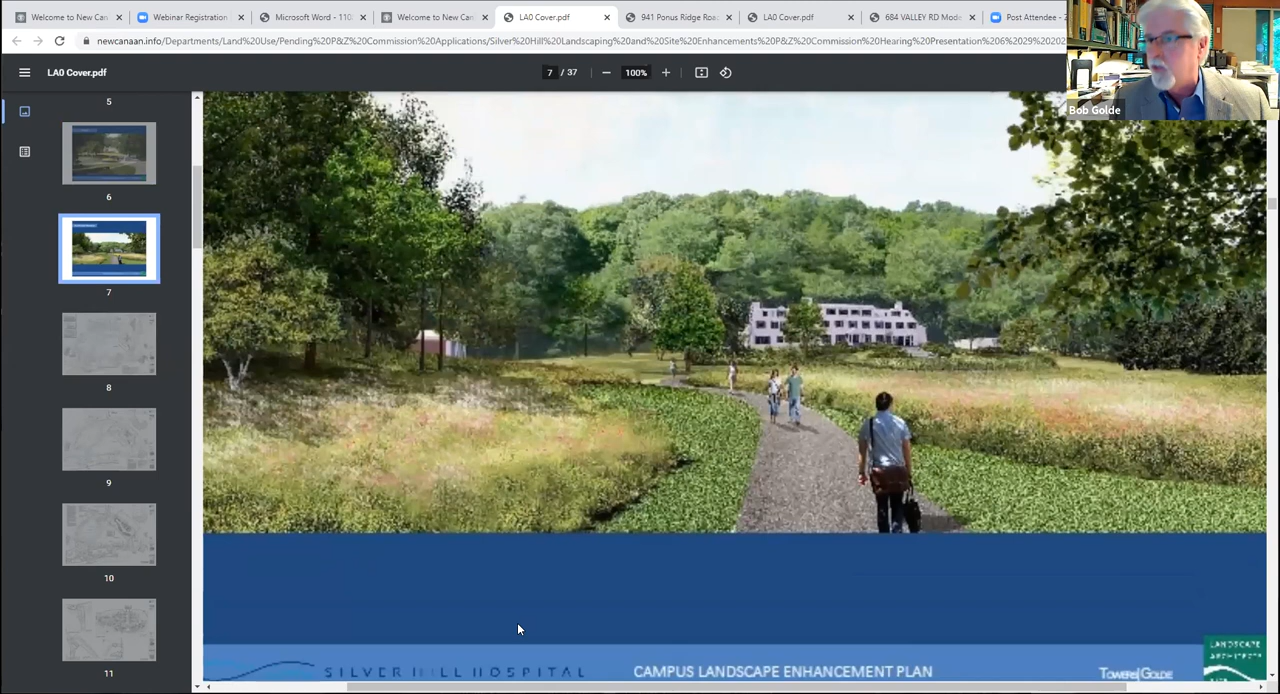 Welcome to New Can
Webinar Registration
Microsoft Word - 110
Welcome to New Can
LA0 Cover.pdf
941 Ponus Ridge Roa
LA0 Cover.pdf
684 VALLEY RD Mod
Post Attendee - Z
newcanaan.info/Departments/Land%20Use/Pending%20P&Z%20Commission%20Applications/Silver%20Hill%20Landscaping%20and%20Site%20Enhancements%20P&Z%20Commission%20Hearing%20Presentation%206%2029%20202
LA0 Cover.pdf
7 / 37
100%
Bob Golde
5
6
7
8
9
10
11
SILVER HILL HOSPITAL
CAMPUS LANDSCAPE ENHANCEMENT PLAN
Towers|Golde
LANDSCAPE
ARCHITECTS